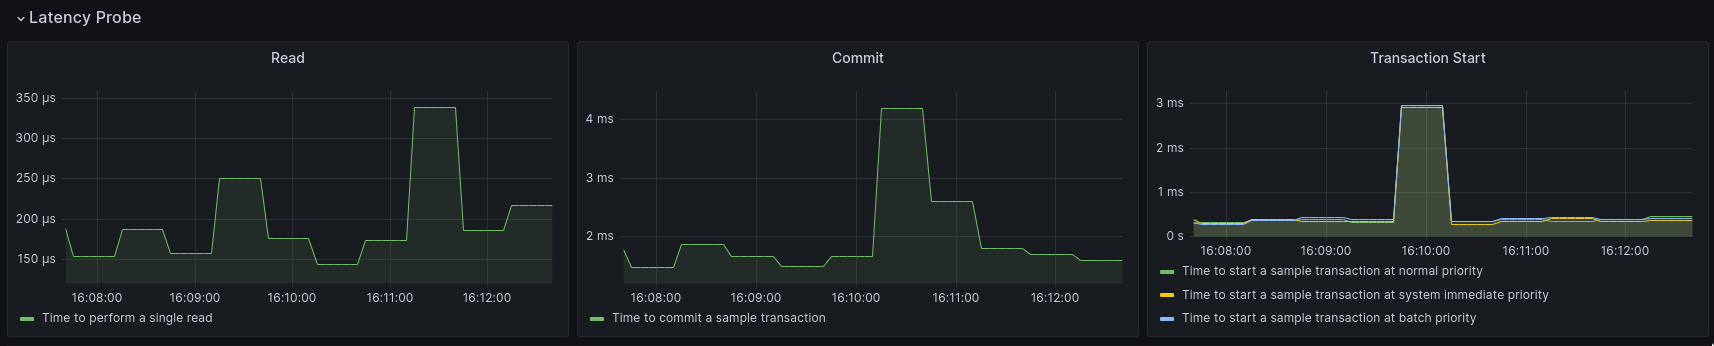 Latency Probe
Read
350 μs
300 μs
250 μs
200 μs
150 μs
16:08:00 16:09:00 16:10:00 16:11:00 16:12:00
Time to perform a single read
Commit
4 ms
3 ms
2 ms
16:08:00 16:09:00 16:10:00 16:11:00 16:12:00
Time to commit a sample transaction
Transaction Start
3 ms
2 ms
1 ms
0 s
16:08:00 16:09:00 16:10:00 16:11:00 16:12:00
Time to start a sample transaction at normal priority
Time to start a sample transaction at system immediate priority
Time to start a sample transaction at batch priority